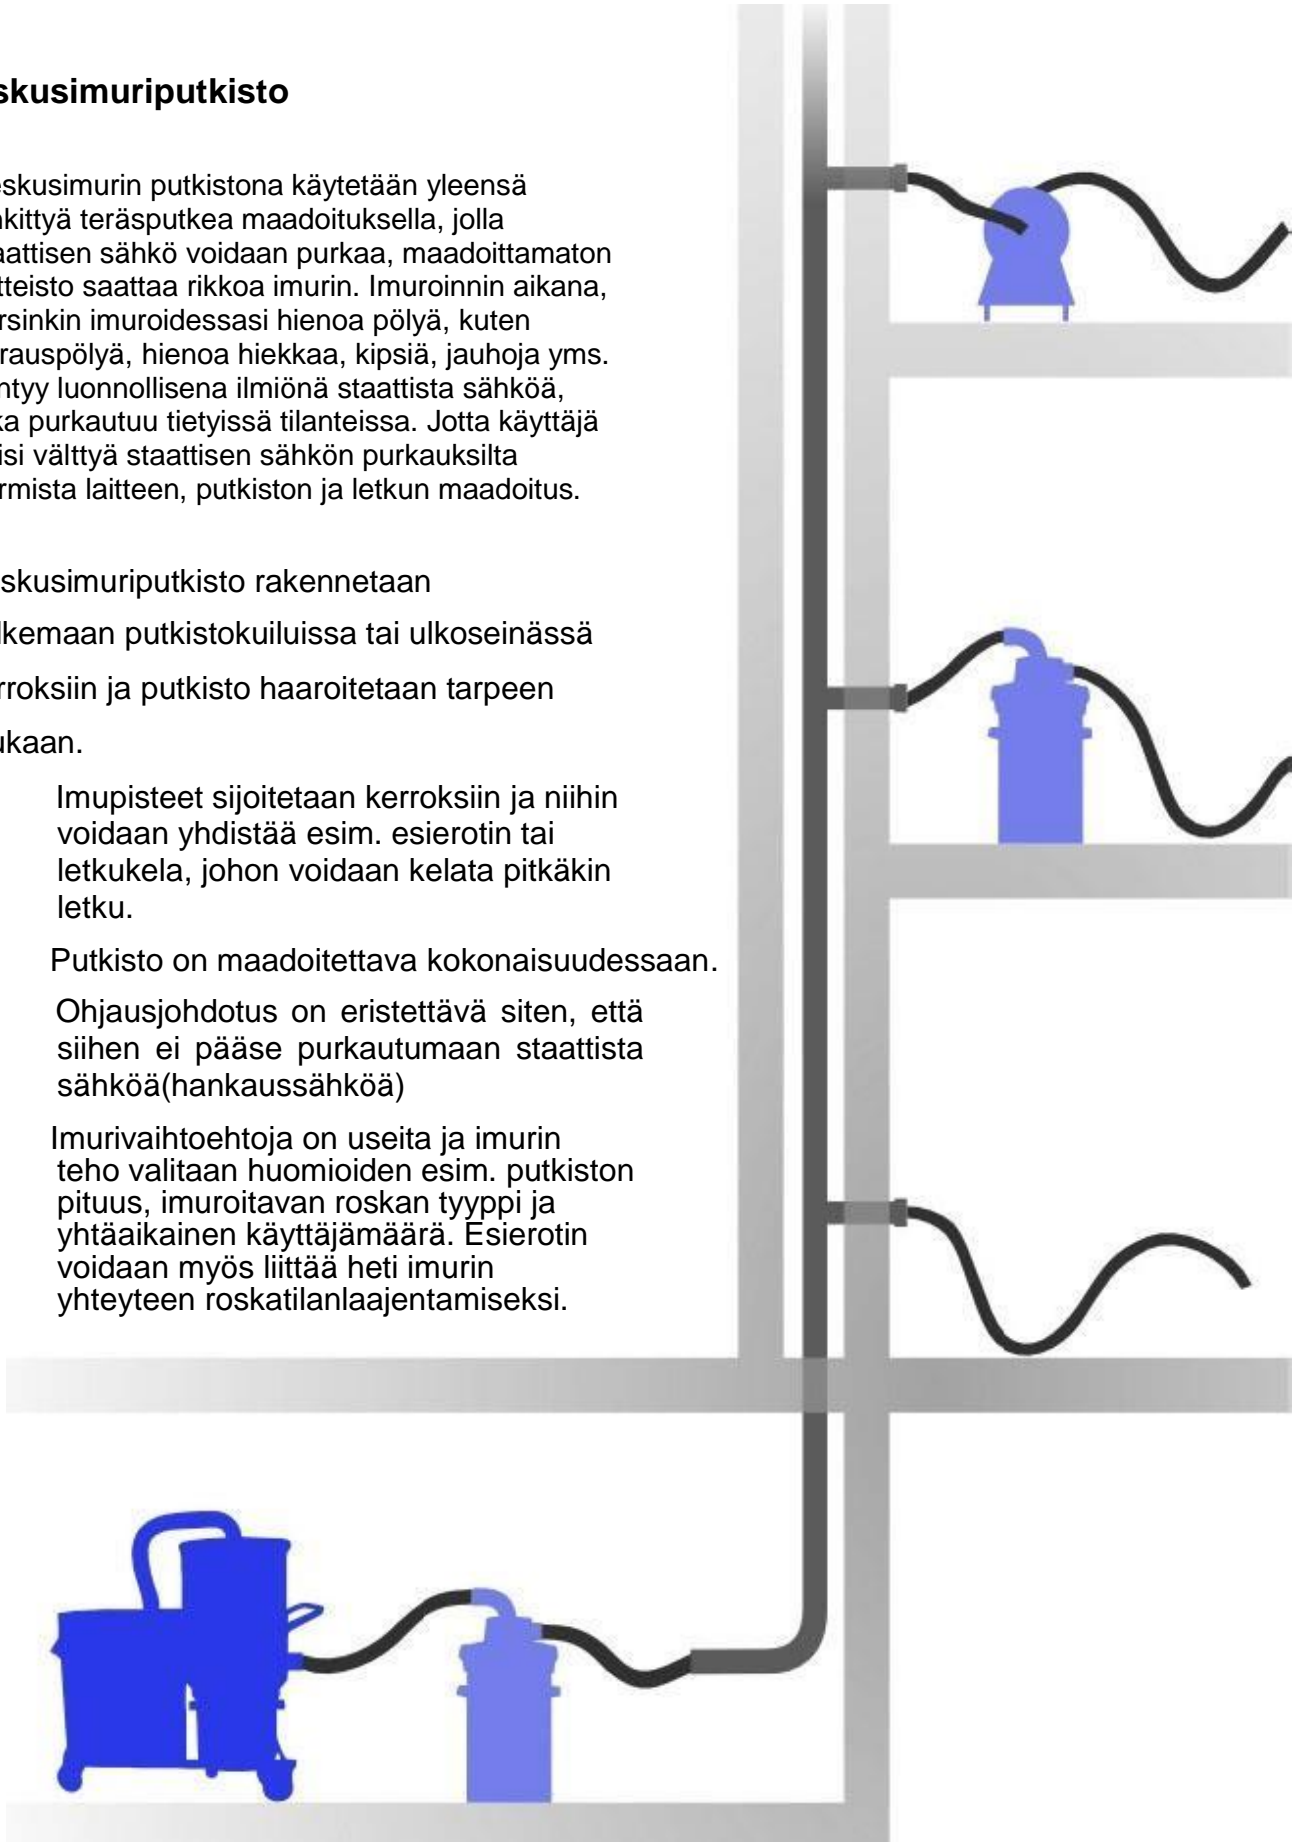 skusimuriputkisto
eskusimurin putkistona käytetään yleensä
nkittyä teräsputkea maadoituksella, jolla
aattisen sähkö voidaan purkaa, maadoittamaton
itteisto saattaa rikkoa imurin. Imuroinnin aikana,
rsinkin imuroidessasi hienoa pölyä, kuten
rauspölyä, hienoa hiekkaa, kipsiä, jauhoja yms.
ntyy luonnollisena ilmiönä staattista sähköä,
ka purkautuu tietyissä tilanteissa. Jotta käyttäjä
isi välttyä staattisen sähkön purkauksilta
rmista laitteen, putkiston ja letkun maadoitus.
skusimuriputkisto rakennetaan
lkemaan putkistokuiluissa tai ulkoseinässä
rroksiin ja putkisto haaroitetaan tarpeen
ukaan.
Imupisteet sijoitetaan kerroksiin ja niihin
voidaan yhdistää esim. esierotin tai
letkukela, johon voidaan kelata pitkäkin
letku.
Putkisto on maadoitettava kokonaisuudessaan.
Ohjausjohdotus on eristettävä siten, että
siihen ei pääse purkautumaan staattista
sähköä(hankaussähköä)
Imurivaihtoehtoja on useita ja imurin
teho valitaan huomioiden esim. putkiston
pituus, imuroitavan roskan tyyppi ja
yhtäaikainen käyttäjämäärä. Esierotin
voidaan myös liittää heti imurin
yhteyteen roskatilanlaajentamiseksi.